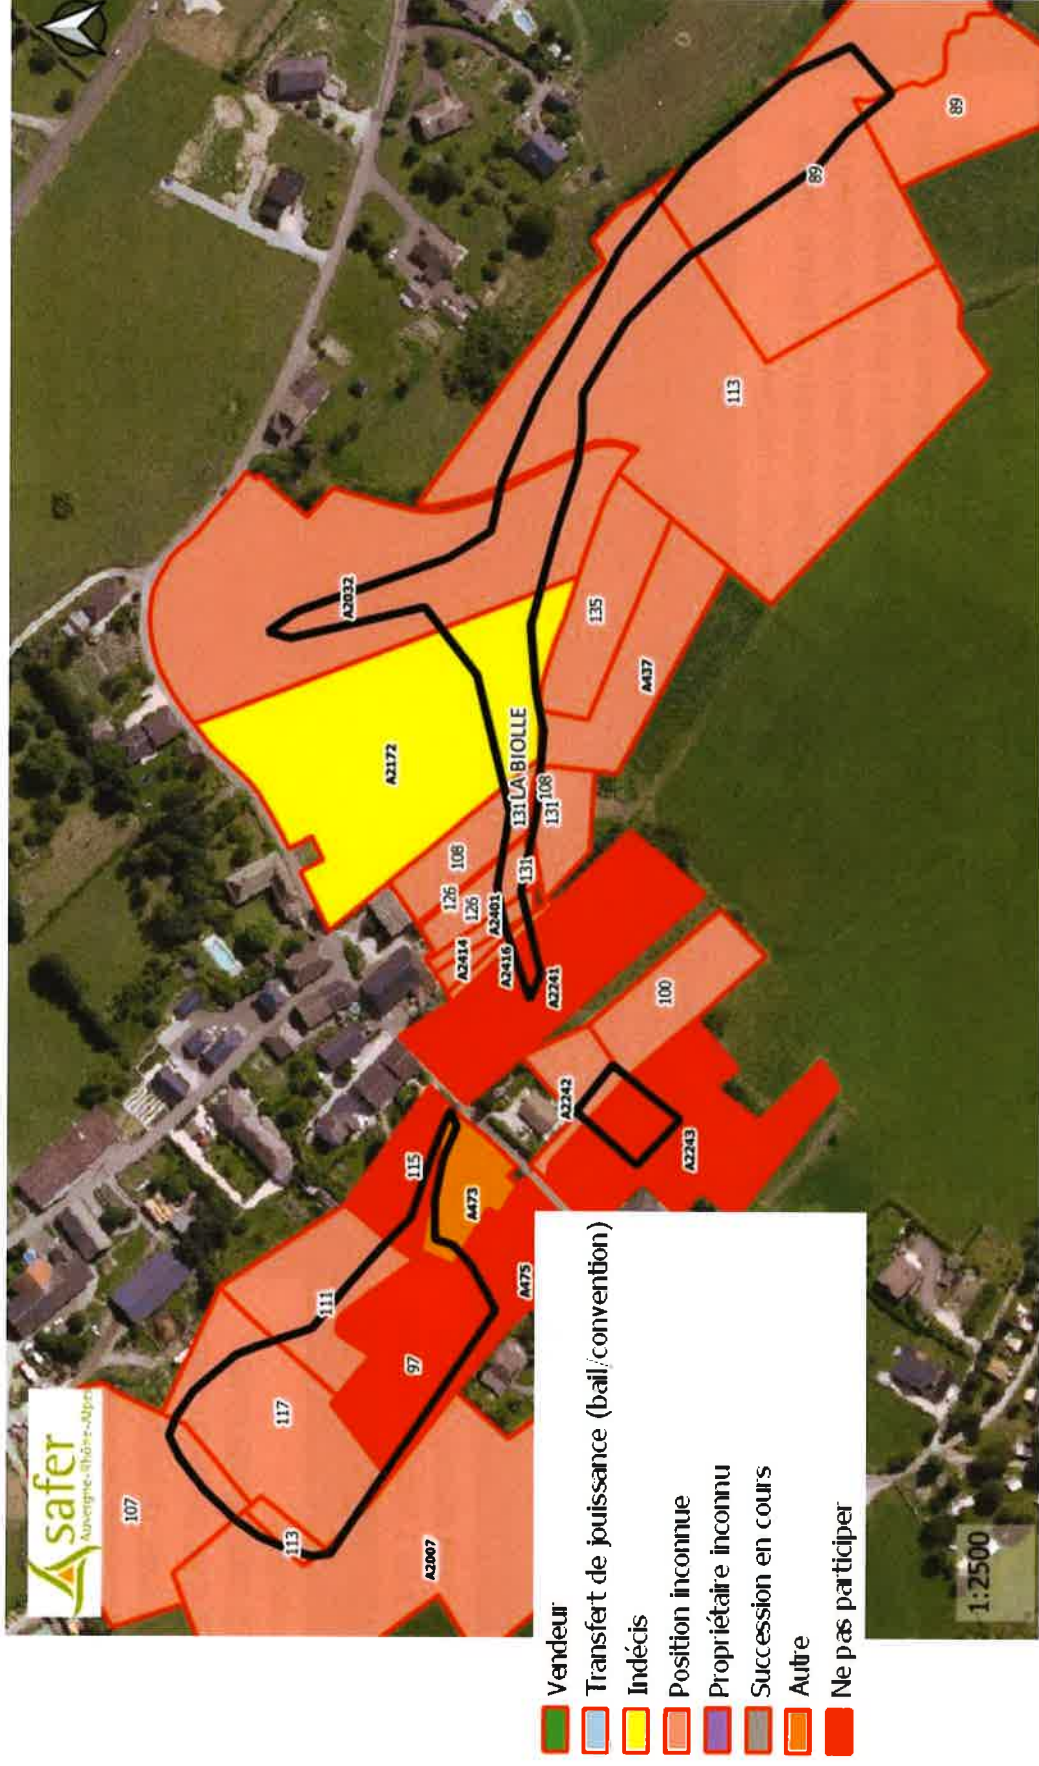 safer
Auvergne-Rhône-Alpes
107
117
113
A2007
111
97
115
A473
A475
A2242
A2243
100
A2241
A2416
A2414
A2401
126
126
108
131
131
LA BIOLLE
108
131
A2172
A2032
135
A437
113
89
89
Vendeur
Transfert de jouissance (bail/convention)
Indécis
Position inconnue
Propriétaire inconnu
Succession en cours
Autre
Ne pas participer
1:2500